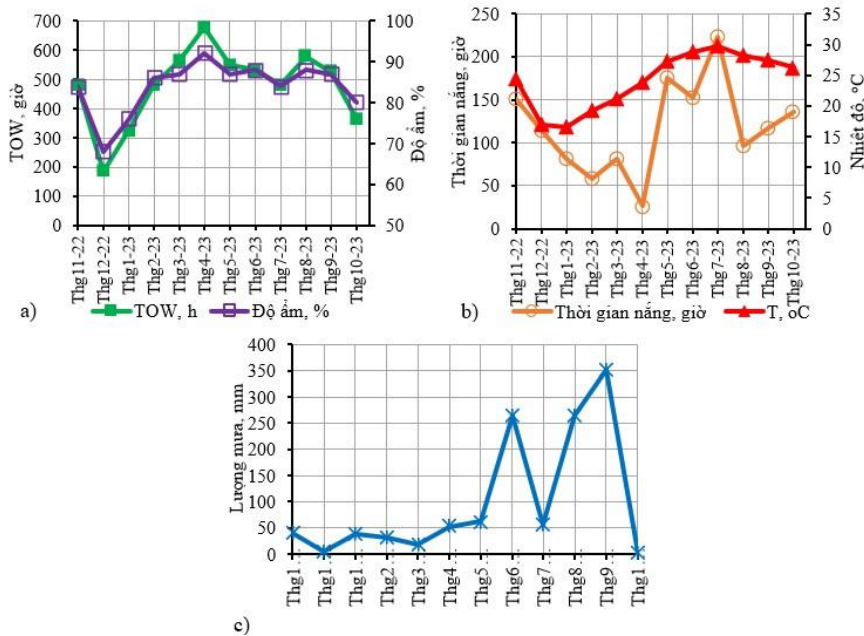 TOW, giờ
700
600
500
400
300
200
100
0
100
90
80
70
60
50
Độ ẩm, %
Thg11-22
Thg12-22
Thg1-23
Thg2-23
Thg3-23
Thg4-23
Thg5-23
Thg6-23
Thg7-23
Thg8-23
Thg9-23
Thg10-23
a)
TOW, h
Độ ẩm, %
Thời gian nắng, giờ
250
200
150
100
50
0
35
30
25
20
15
10
5
0
Nhiệt độ, °C
Thg11-22
Thg12-22
Thg1-23
Thg2-23
Thg3-23
Thg4-23
Thg5-23
Thg6-23
Thg7-23
Thg8-23
Thg9-23
Thg10-23
b)
Thời gian nắng, giờ
T, oC
Lượng mưa, mm
400
350
300
250
200
150
100
50
0
Thg1.
Thg1.
Thg1.
Thg2.
Thg3.
Thg4.
Thg5.
Thg6.
Thg7.
Thg8.
Thg9.
Thg1.
c)